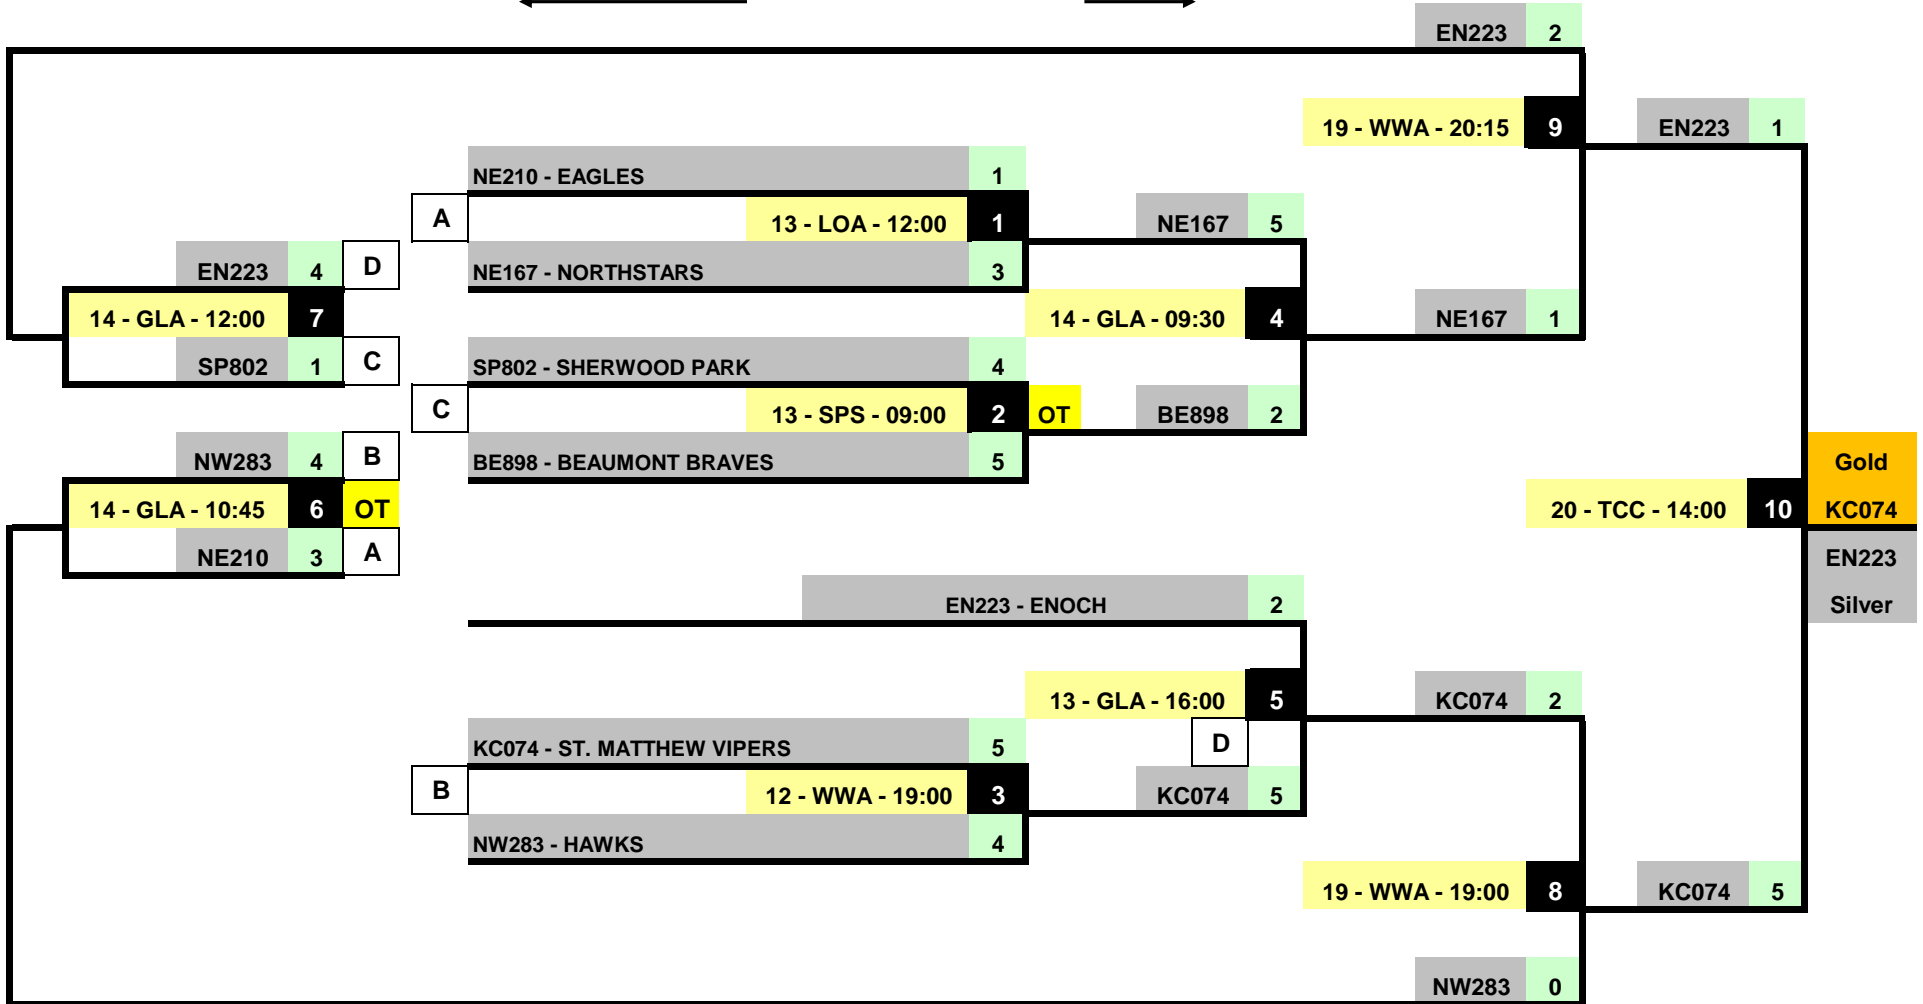 EN223 2
19 - WWA - 20:15 9 EN223 1
NE210 - EAGLES 1
A 13 - LOA - 12:00 1 NE167 5
EN223 4 D NE167 - NORTHSTARS 3
14 - GLA - 12:00 7 14 - GLA - 09:30 4 NE167 1
SP802 1 C SP802 - SHERWOOD PARK 4
C 13 - SPS - 09:00 2 OT BE898 2
NW283 4 B BE898 - BEAUMONT BRAVES 5 Gold
14 - GLA - 10:45 6 OT 20 - TCC - 14:00 10 KC074
NE210 3 A EN223
EN223 - ENOCH 2 Silver
13 - GLA - 16:00 5 KC074 2
KC074 - ST. MATTHEW VIPERS 5 D
B 12 - WWA - 19:00 3 KC074 5
NW283 - HAWKS 4
19 - WWA - 19:00 8 KC074 5
NW283 0